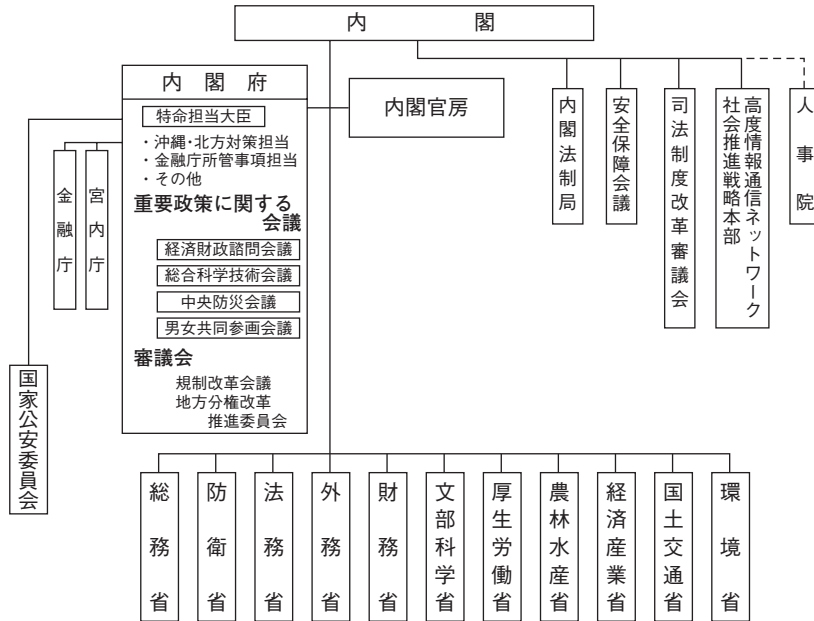 内閣
内閣府
特命担当大臣
・沖縄・北方対策担当
・金融庁所管事項担当
・その他
重要政策に関する
会議
経済財政諮問会議
総合科学技術会議
中央防災会議
男女共同参画会議
審議会
規制改革会議
地方分権改革
推進委員会
内閣官房
内閣法制局
安全保障会議
司法制度改革審議会
高度情報通信ネットワーク
社会推進戦略本部
人事院
金融庁
宮内庁
国家公安委員会
総務省
防衛省
法務省
外務省
財務省
文部科学省
厚生労働省
農林水産省
経済産業省
国土交通省
環境省